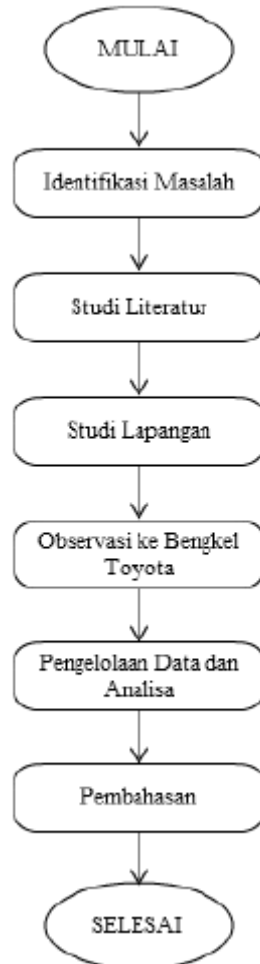 MULAI
Identifikasi Masalah
Studi Literatur
Studi Lapangan
Observasi ke Bengkel
Toyota
Pengelolaan Data dan
Analisa
Pembahasan
SELESAI